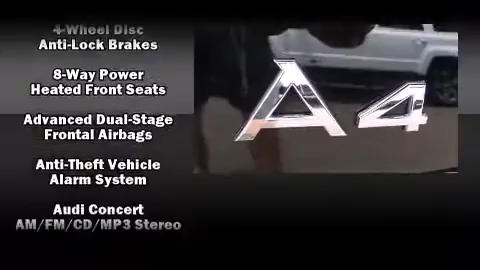 4-Wheel Disc
Anti-Lock Brakes
8-Way Power
Heated Front Seats
Advanced Dual-Stage
Frontal Airbags
Anti-Theft Vehicle
Alarm System
Audi Concert
AM/FM/CD/MP3 Stereo
A4